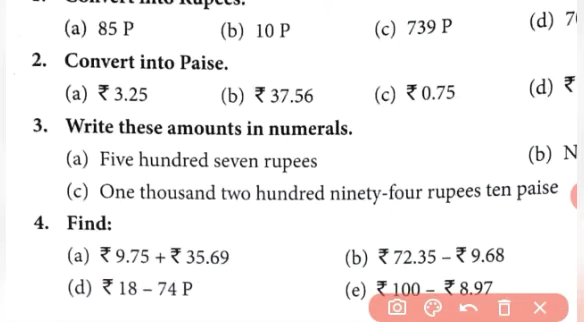 (a) 85 P (b) 10 P (c) 739 P (d) 7
2. Convert into Paise.
(a) ₹ 3.25 (b) ₹ 37.56 (c) ₹ 0.75 (d) ₹
3. Write these amounts in numerals.
(a) Five hundred seven rupees (b) N
(c) One thousand two hundred ninety-four rupees ten paise
4. Find:
(a) ₹ 9.75 + ₹ 35.69 (b) ₹ 72.35 – ₹ 9.68
(d) ₹ 18 – 74 P (e) ₹ 100 – ₹ 8.97